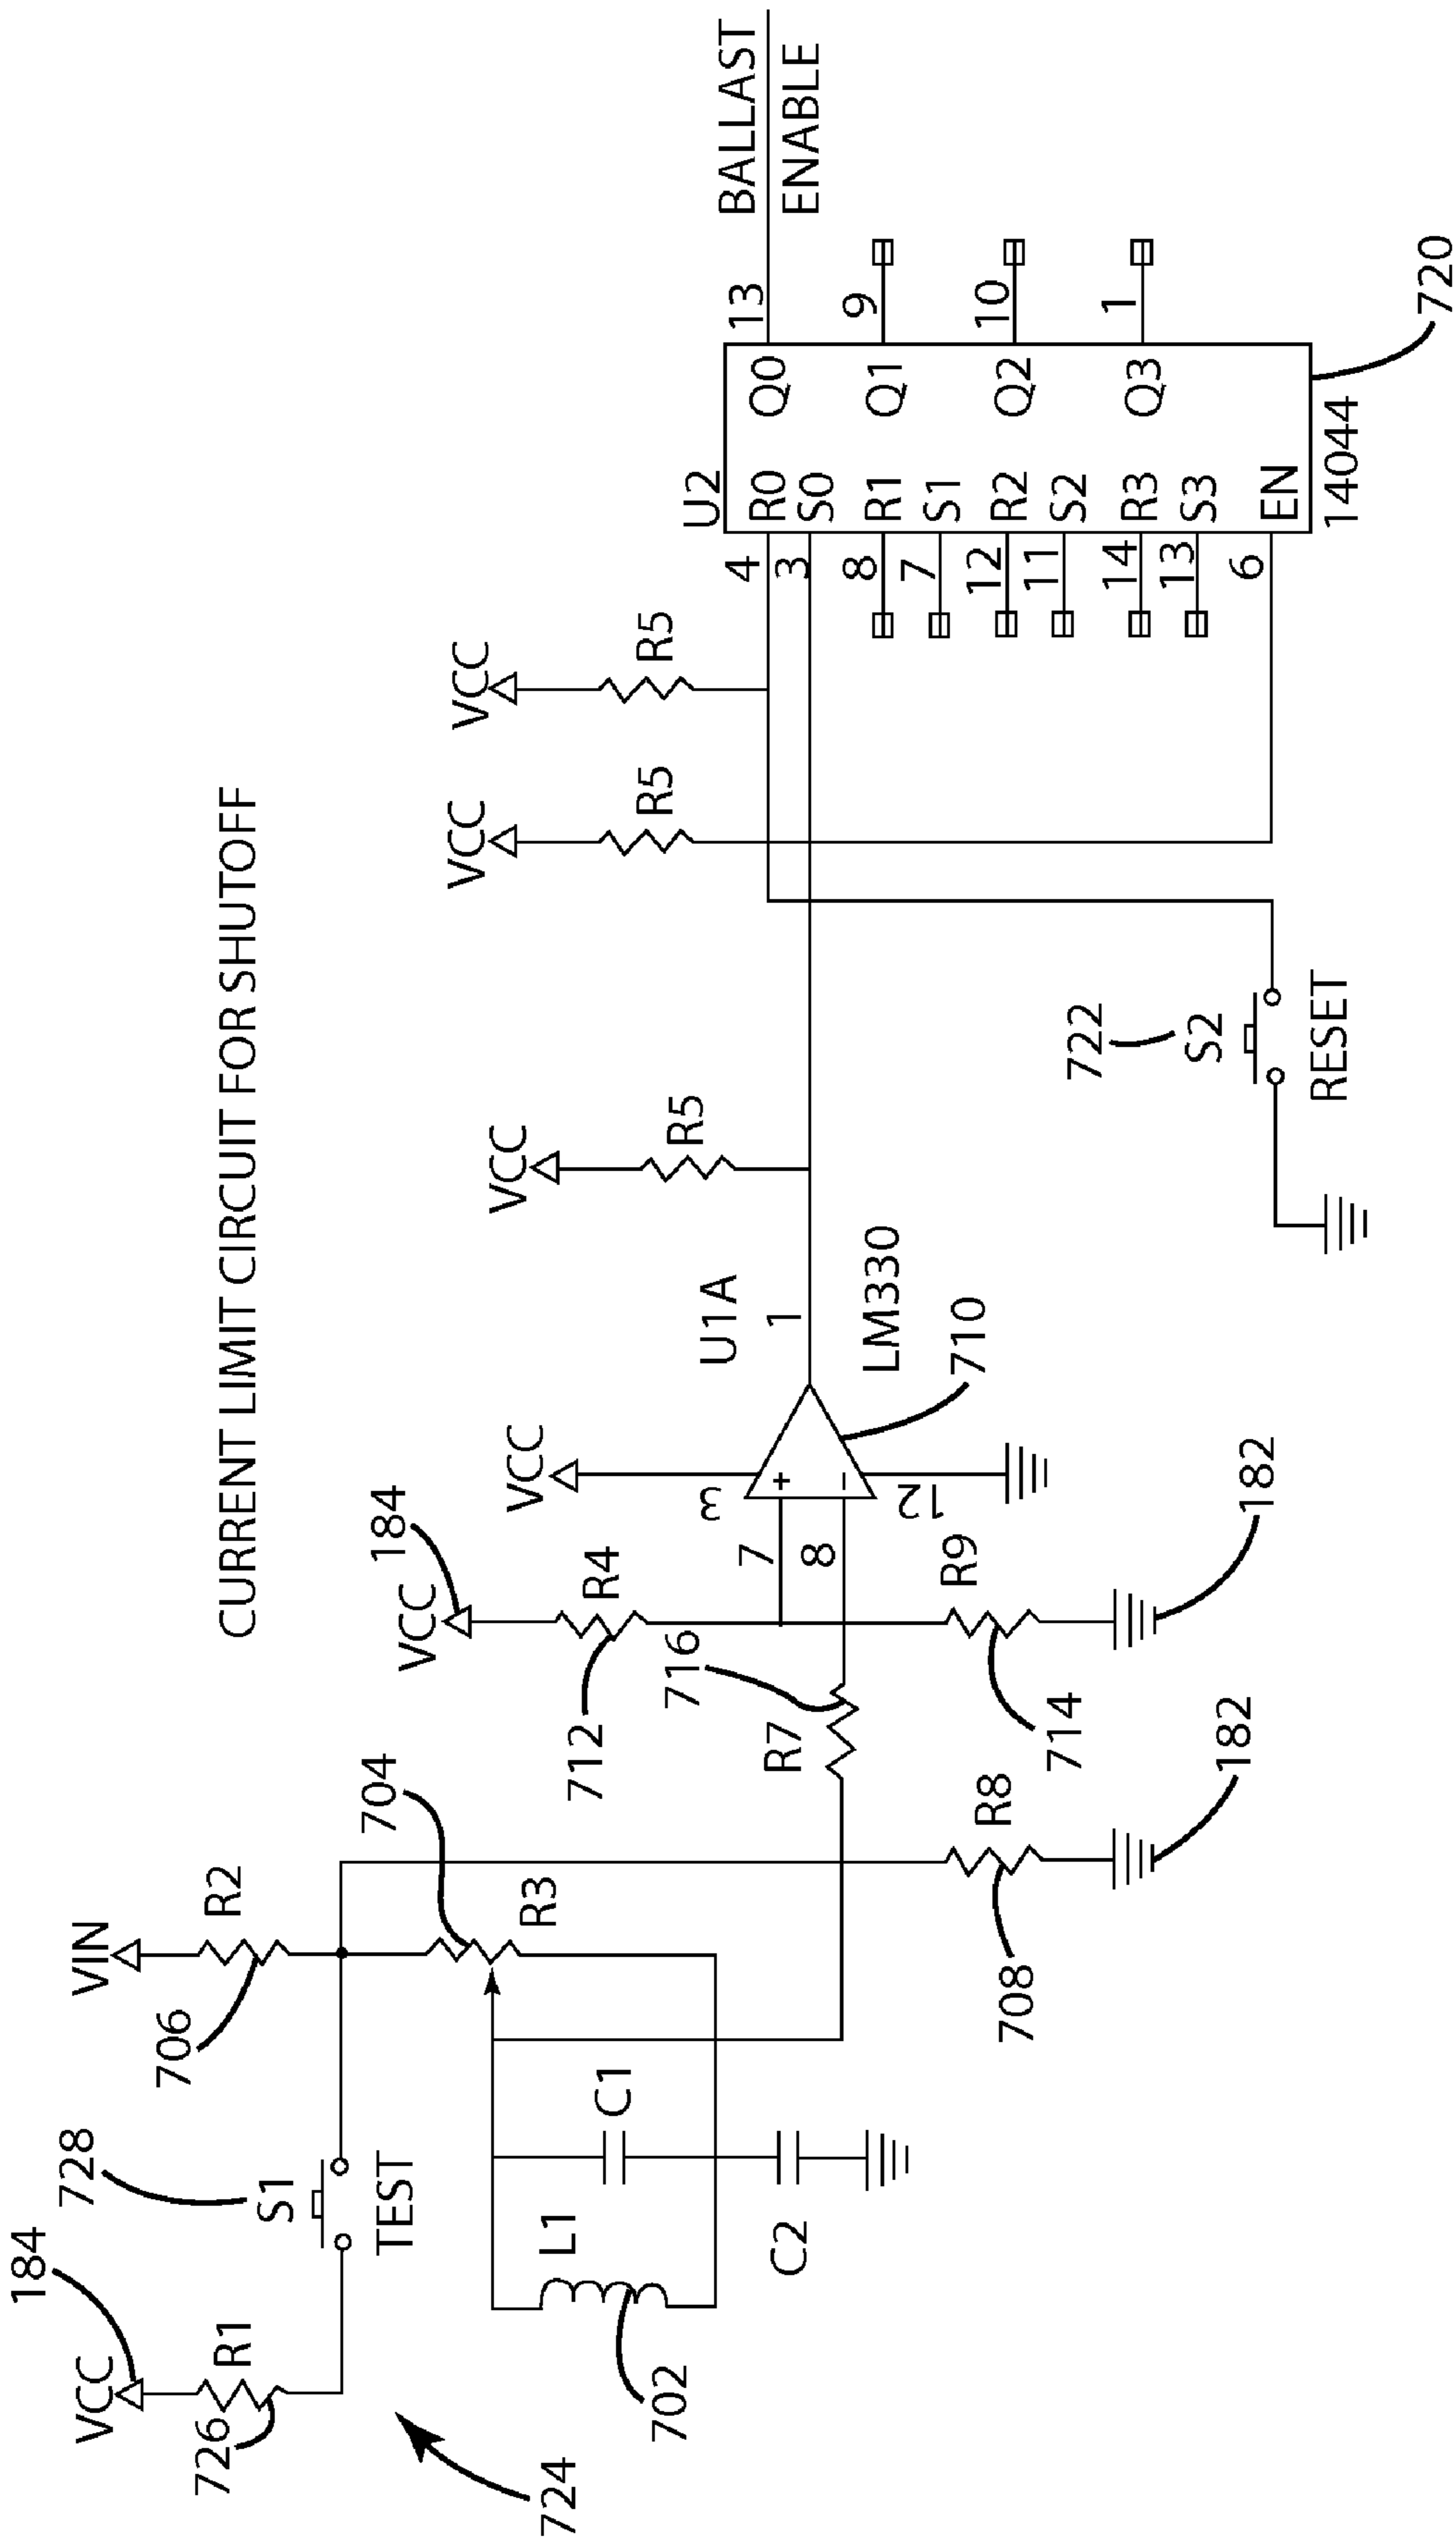 CURRENT LIMIT CIRCUIT FOR SHUTOFF
184
VCC
R1
726
724
728
S1
TEST
VIN
R2
706
704
R3
L1
702
C1
C2
R7
716
R8
708
182
184
VCC
R4
712
R9
714
182
VCC
3
7
8
12
+
−
U1A
1
LM330
710
VCC
R5
VCC
R5
VCC
R5
722
S2
RESET
U2
4 R0 Q0 13
3 S0
8 R1 Q1 9
7 S1
12 R2 Q2 10
11 S2
14 R3 Q3 1
13 S3
6 EN
14044
720
BALLAST
ENABLE